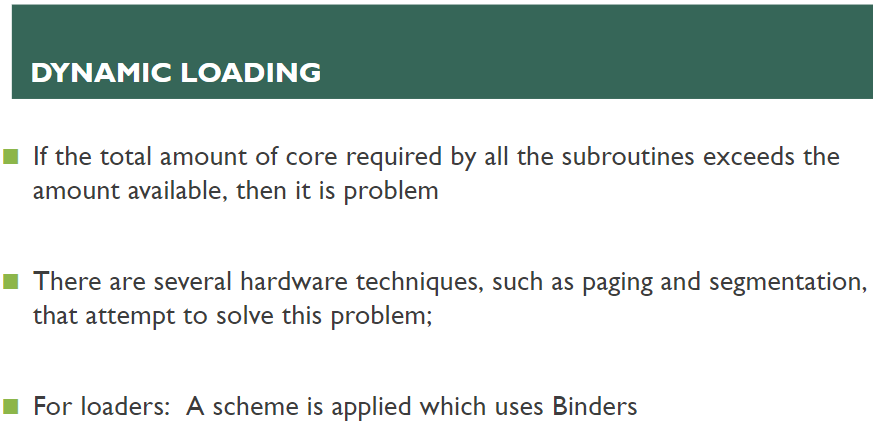 DYNAMIC LOADING
If the total amount of core required by all the subroutines exceeds the
amount available, then it is problem
There are several hardware techniques, such as paging and segmentation,
that attempt to solve this problem;
For loaders: A scheme is applied which uses Binders